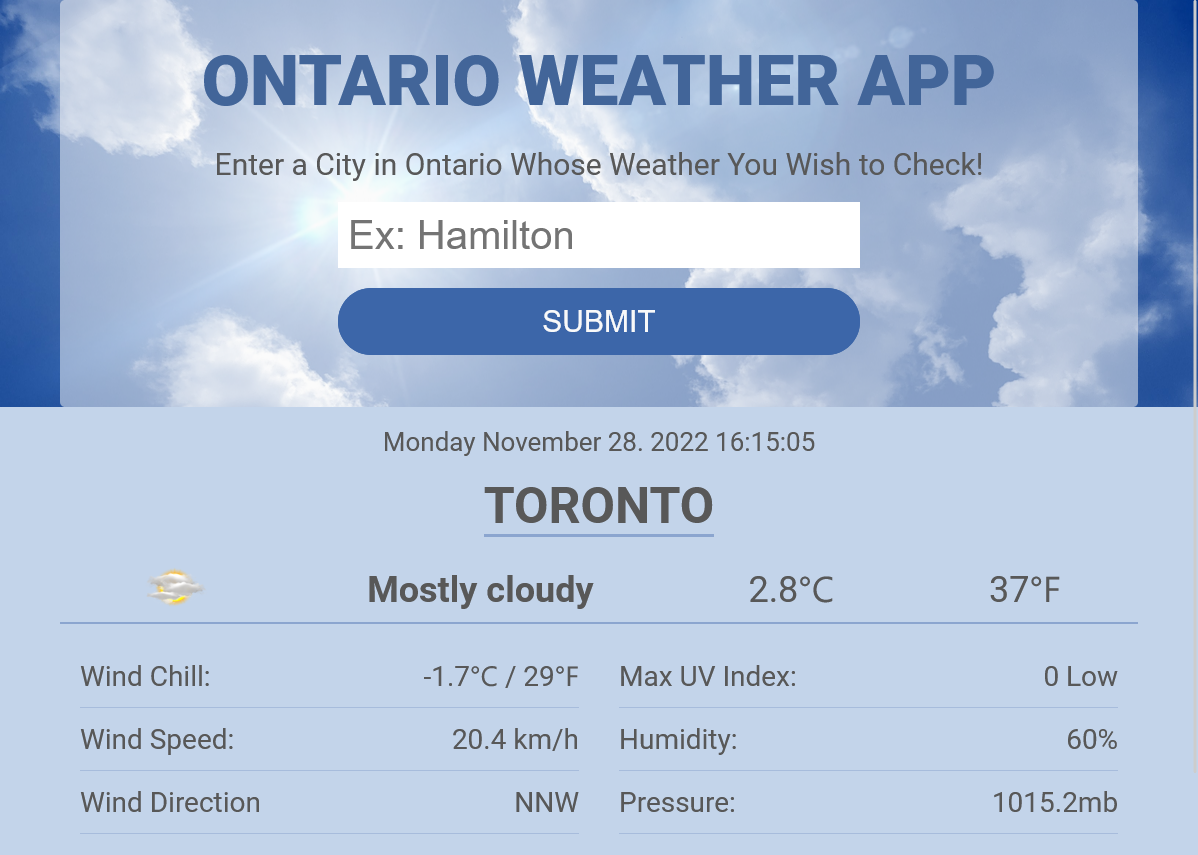 ONTARIO WEATHER APP
Enter a City in Ontario Whose Weather You Wish to Check!
Ex: Hamilton
SUBMIT
Monday November 28. 2022 16:15:05
TORONTO
Mostly cloudy 2.8°C 37°F
Wind Chill: -1.7°C / 29°F Max UV Index: 0 Low
Wind Speed: 20.4 km/h Humidity: 60%
Wind Direction NNW Pressure: 1015.2mb